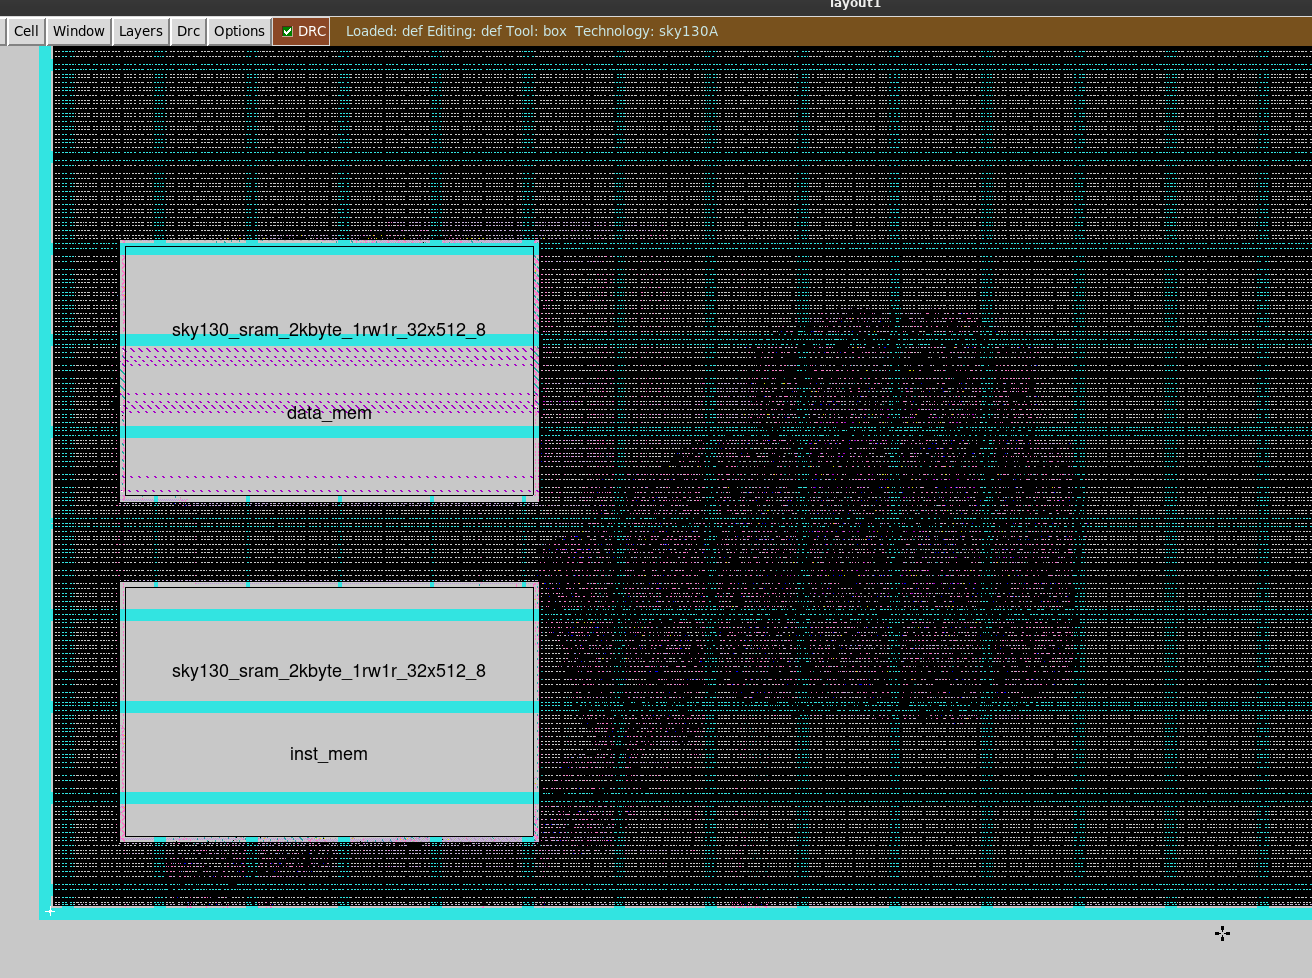 layout1
Cell Window Layers Drc Options DRC Loaded: def Editing: def Tool: box Technology: sky130A
sky130_sram_2kbyte_1rw1r_32x512_8
data_mem
sky130_sram_2kbyte_1rw1r_32x512_8
inst_mem